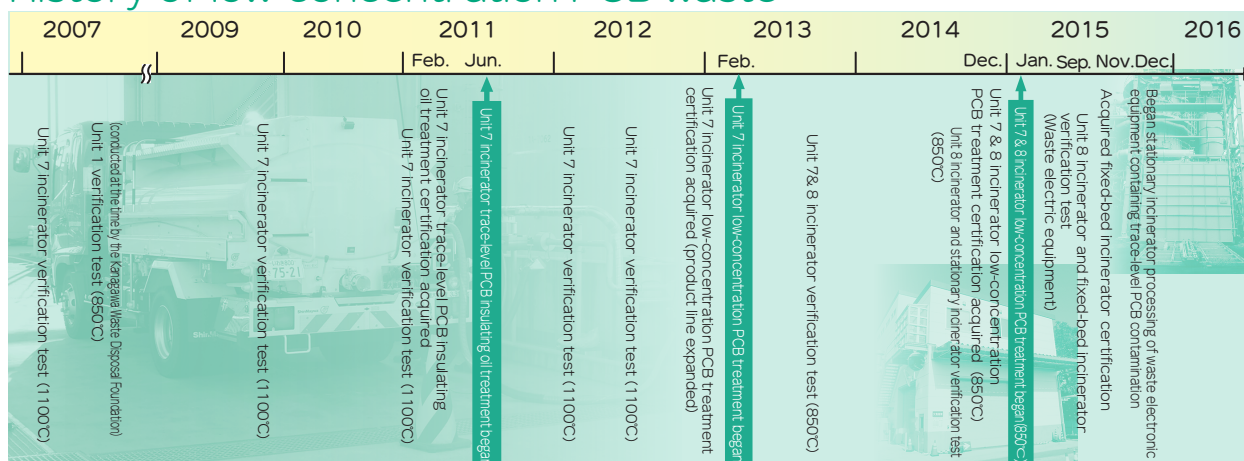 History of low-concentration PCB waste
2007 2009 2010 2011 2012 2013 2014 2015 2016
Feb. Jun. Feb. Dec. Jan. Sep. Nov. Dec.
Unit 7 incinerator verification test (1100℃)
Unit 1 verification test (850℃)
(conducted at the time by the Kanagawa Waste Disposal Foundation)
Unit 7 incinerator verification test (1100℃)
Unit 7 incinerator verification test (1100℃)
Unit 7 incinerator trace-level PCB insulating
oil treatment certification acquired
Unit 7 incinerator trace-level PCB insulating oil treatment began
Unit 7 incinerator verification test (1100℃)
Unit 7 incinerator verification test (1100℃)
Unit 7 incinerator low-concentration PCB treatment
certification acquired (product line expanded)
Unit 7 incinerator low-concentration PCB treatment began
Unit 7& 8 incinerator verification test (850℃)
Unit 8 incinerator and stationary incinerator verification test
(850℃)
Unit 7 & 8 incinerator low-concentration
PCB treatment certification acquired (850℃)
Unit 7 & 8 incinerator low-concentration PCB treatment began (850℃)
Unit 8 incinerator and fixed-bed incinerator
verification test
(Waste electric equipment)
Acquired fixed-bed incinerator certification
Began stationary incinerator processing of waste electronic
equipment containing trace-level PCB contamination
75-21